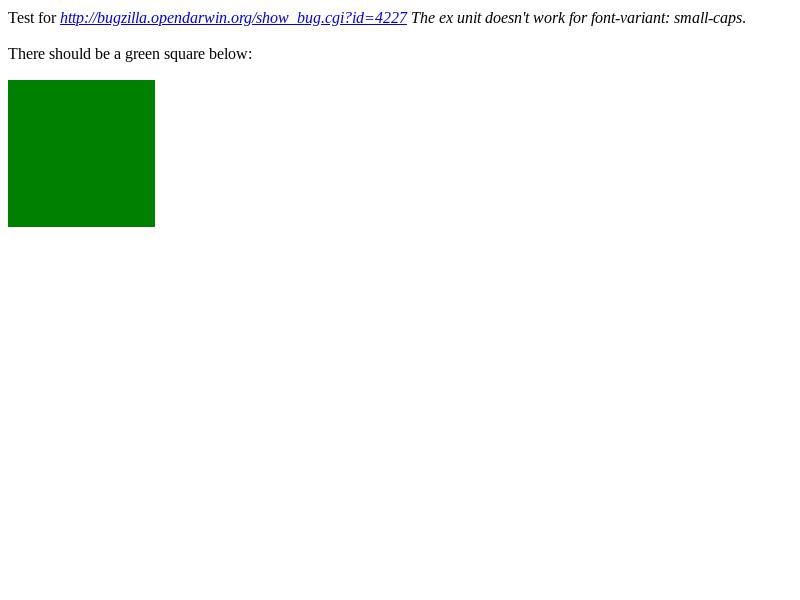 Test for http://bugzilla.opendarwin.org/show_bug.cgi?id=4227 The ex unit doesn't work for font-variant: small-caps.
There should be a green square below: